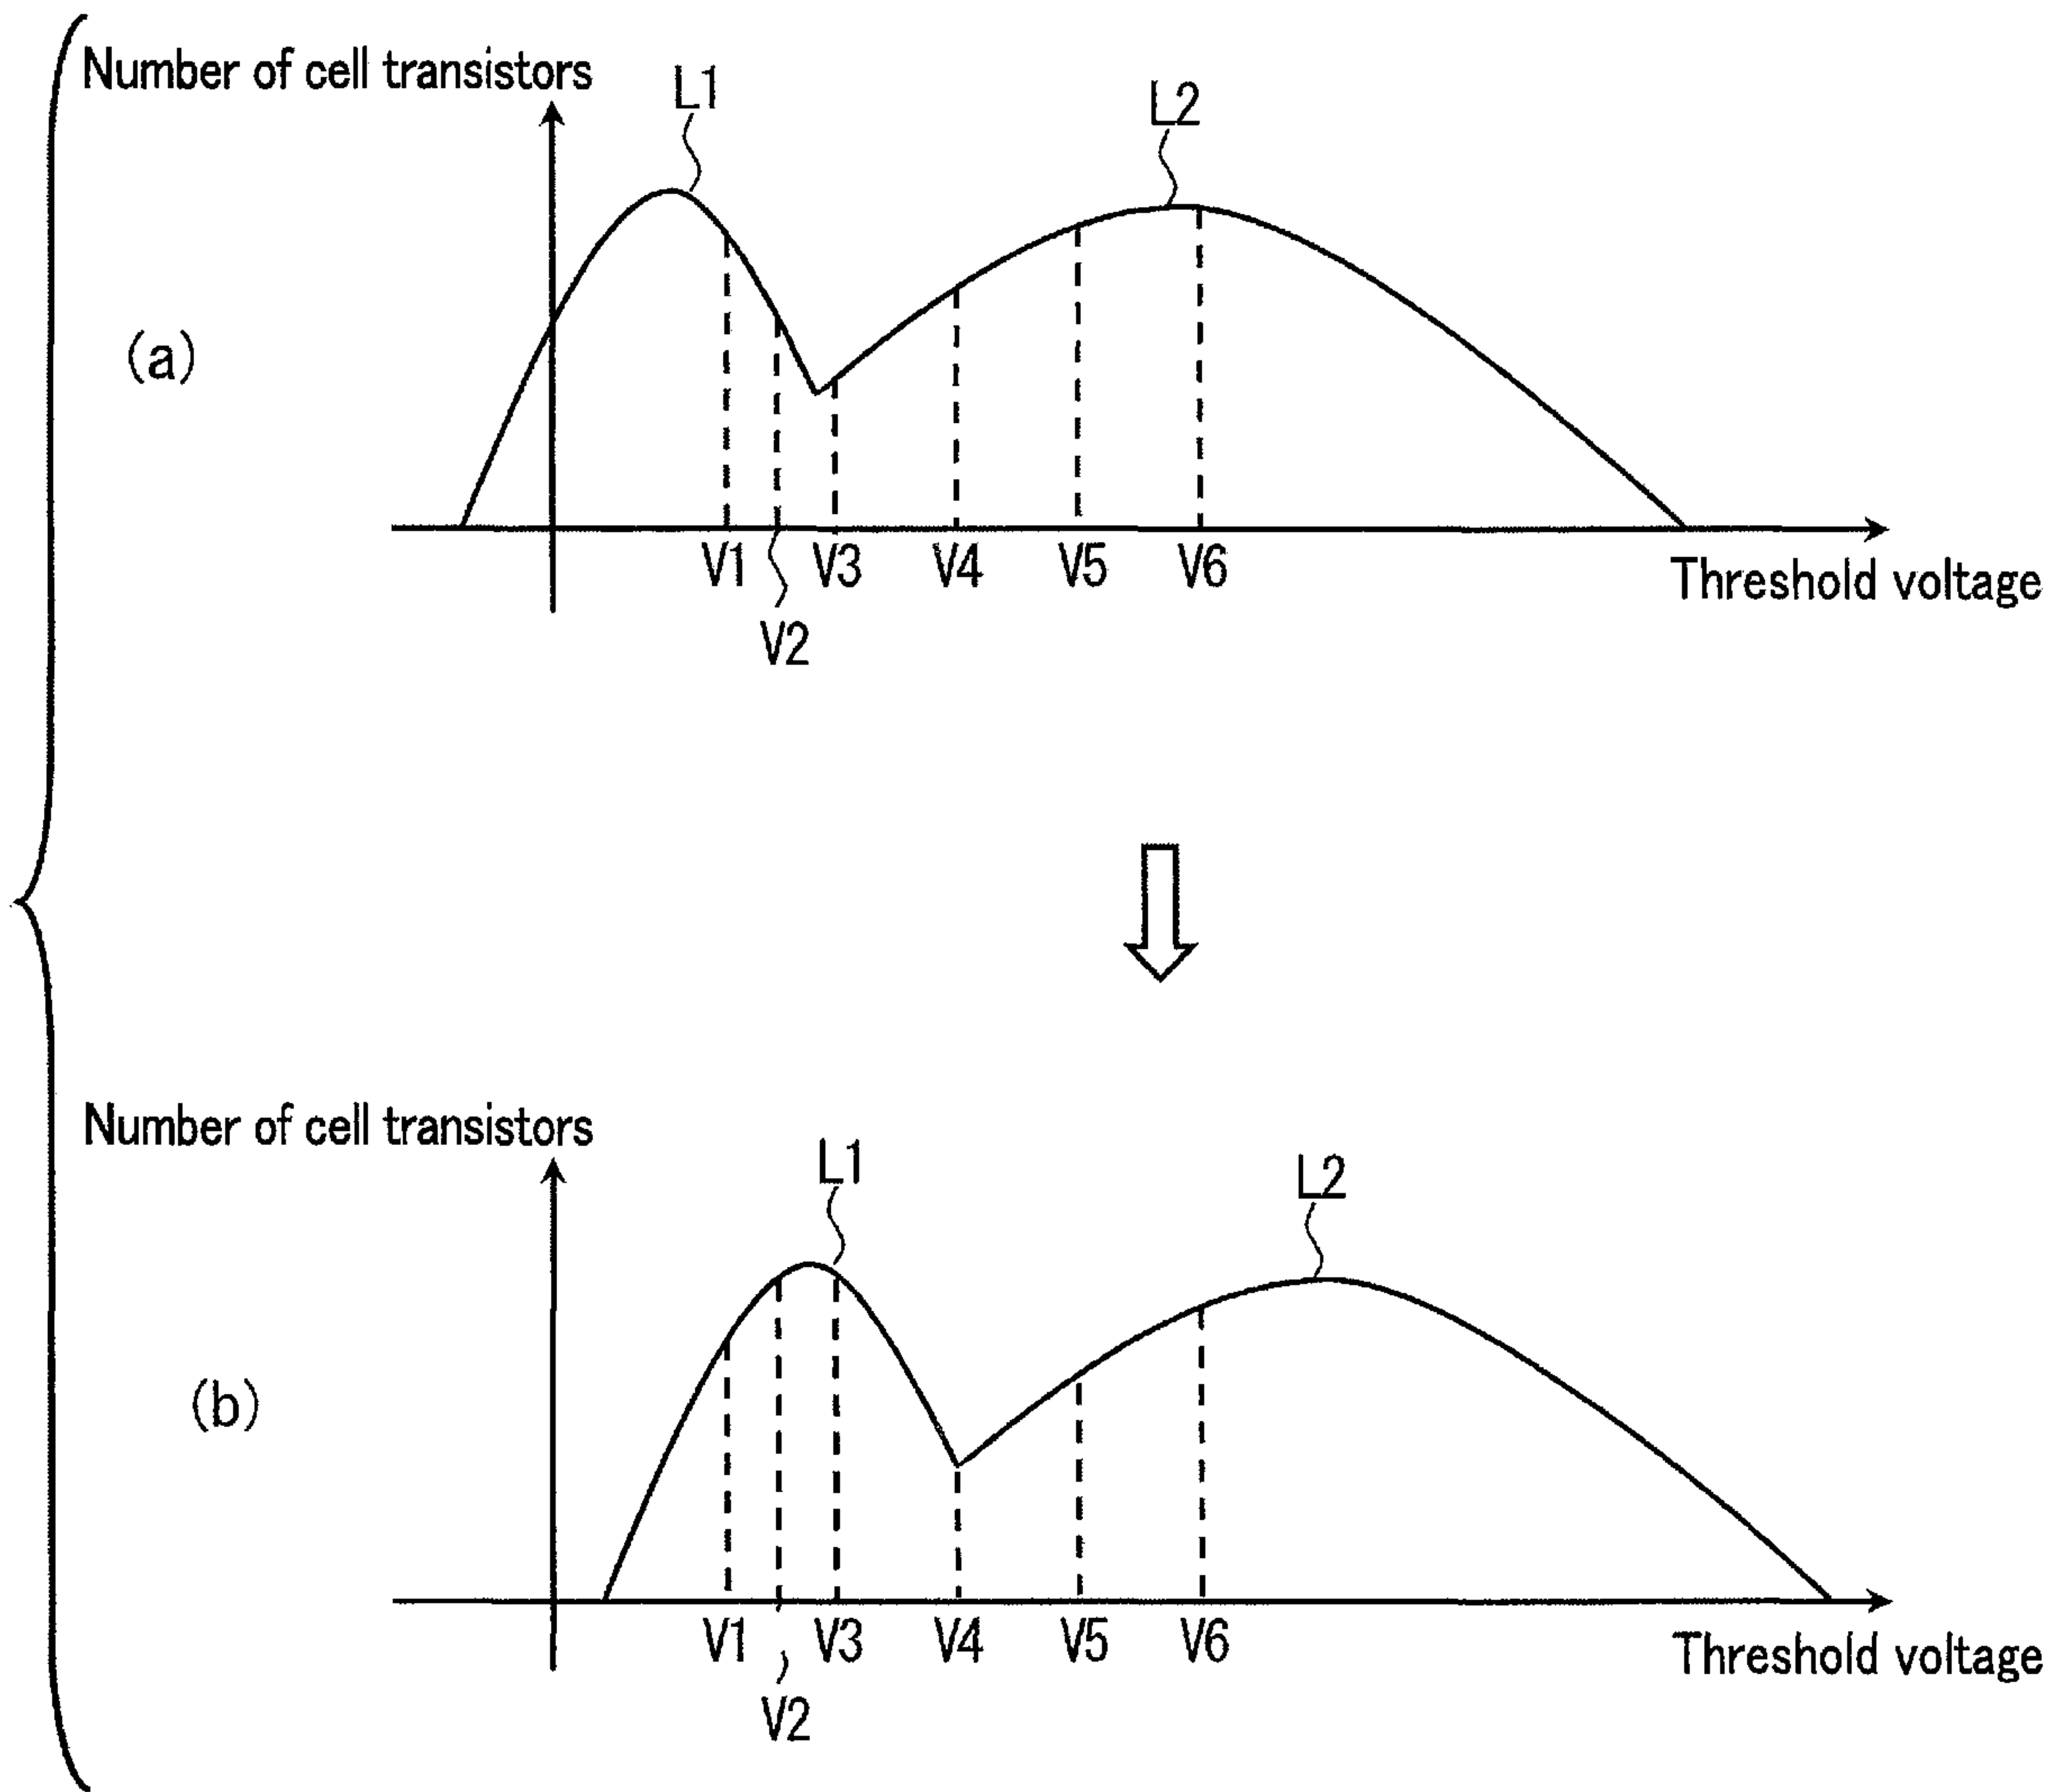 Number of cell transistors
L1
L2
(a)
V1 V3 V4 V5 V6
Threshold voltage
V2
Number of cell transistors
L1
L2
(b)
V1 V3 V4 V5 V6
Threshold voltage
V2